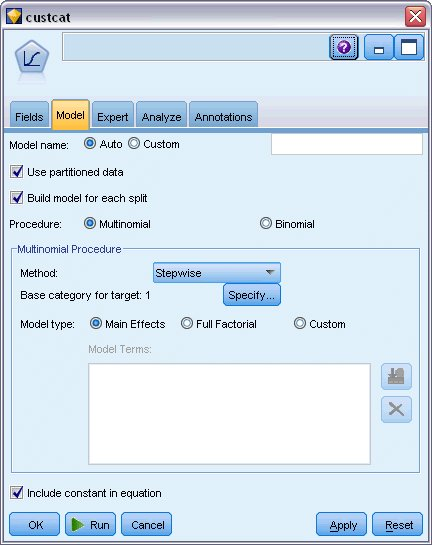 custcat
?
Fields Model Expert Analyze Annotations
Model name: Auto Custom
Use partitioned data
Build model for each split
Procedure: Multinomial Binomial
Multinomial Procedure
Method: Stepwise
Base category for target: 1 Specify...
Model type: Main Effects Full Factorial Custom
Model Terms:
Include constant in equation
OK Run Cancel Apply Reset